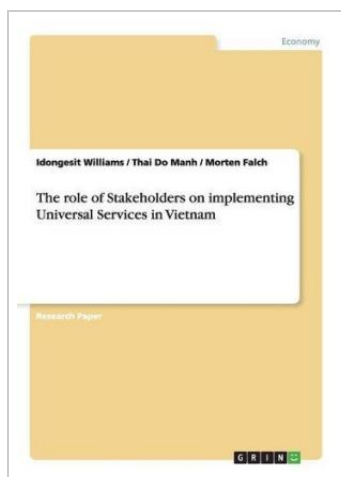 Economy
Idongesit Williams / Thai Do Manh / Morten Falch
The role of Stakeholders on implementing
Universal Services in Vietnam
Research Paper
GRIN